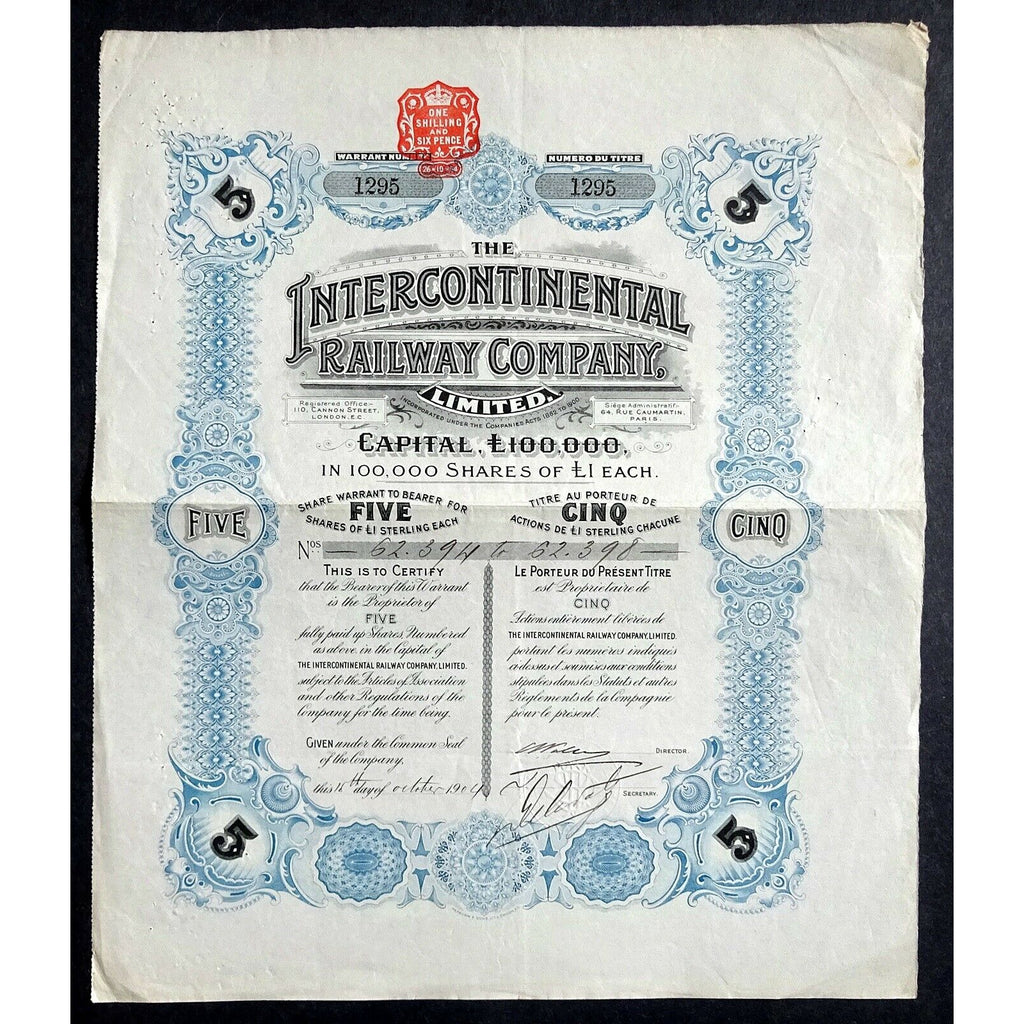 ONE
SHILLING
AND
SIX PENCE
WARRANT NUM
NUMERO DU TITRE
1295
1295
5
5
THE
INTERCONTINENTAL
RAILWAY COMPANY,
LIMITED.
Registered Office:-
110, CANNON STREET,
LONDON. E.C.
INCORPORATED UNDER THE COMPANIES ACTS 1862 TO 1900
Siège Administratif:-
64, RUE CAUMARTIN,
PARIS.
CAPITAL, £100,000,
IN 100,000 SHARES OF £1 EACH.
SHARE WARRANT TO BEARER FOR
FIVE
SHARES OF £1 STERLING EACH
TITRE AU PORTEUR DE
CINQ
ACTIONS DE £1 STERLING CHACUNE
FIVE
CINQ
Nos. 62.394 to 62.398
THIS IS TO CERTIFY
that the Bearer of this Warrant
is the Proprietor of
FIVE
fully paid up Shares, Numbered
as above, in the Capital of
THE INTERCONTINENTAL RAILWAY COMPANY, LIMITED.
subject to the Articles of Association
and other Regulations of the
Company for the time being.
GIVEN under the Common Seal
of the Company,
this 15th day of october 1904
LE PORTEUR DU PRÉSENT TITRE
est Propriétaire de
CINQ
Actions entièrement libérées de
THE INTERCONTINENTAL RAILWAY COMPANY, LIMITED.
portant les numéros indiqués
ci-dessus et soumises aux conditions
stipulées dans les Statuts et autres
Règlements de la Compagnie
pour le présent.
DIRECTOR.
SECRETARY.
5
5